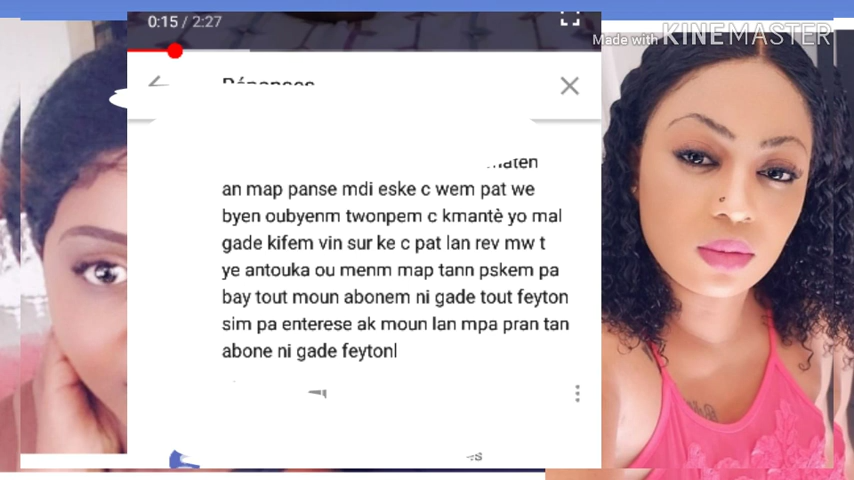 0:15 / 2:27
Made with KINEMASTER
Réponses
maten
an map panse mdi eske c wem pat we
byen oubyenm twonpem c kmantè yo mal
gade kifem vin sur ke c pat lan rev mw t
ye antouka ou menm map tann pskem pa
bay tout moun abonem ni gade tout feyton
sim pa enterese ak moun lan mpa pran tan
abone ni gade feytonl